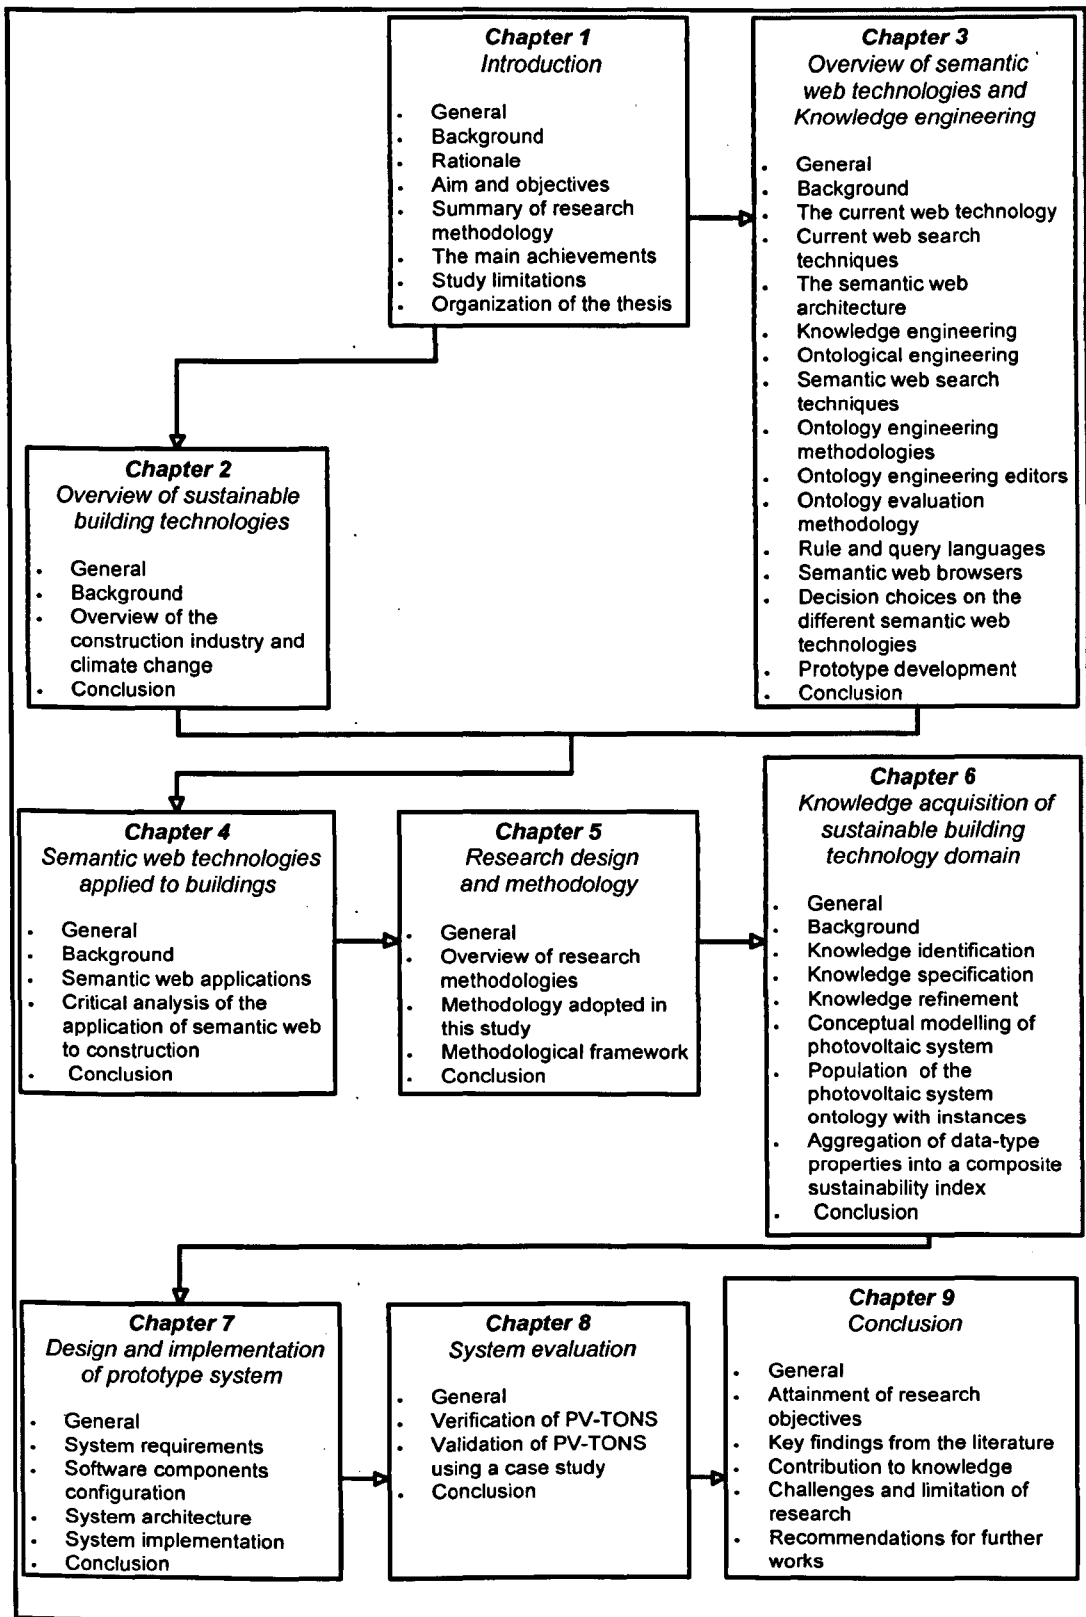 Chapter 1
Introduction
. General
. Background
. Rationale
. Aim and objectives
. Summary of research
methodology
. The main achievements
. Study limitations
. Organization of the thesis
Chapter 3
Overview of semantic
web technologies and
Knowledge engineering
. General
. Background
. The current web technology
. Current web search
techniques
. The semantic web
architecture
. Knowledge engineering
. Ontological engineering
. Semantic web search
techniques
. Ontology engineering
methodologies
. Ontology engineering editors
. Ontology evaluation
methodology
. Rule and query languages
. Semantic web browsers
. Decision choices on the
different semantic web
technologies
. Prototype development
. Conclusion
Chapter 2
Overview of sustainable
building technologies
. General
. Background
. Overview of the
construction industry and
climate change
. Conclusion
Chapter 4
Semantic web technologies
applied to buildings
. General
. Background
. Semantic web applications
. Critical analysis of the
application of semantic web
to construction
. Conclusion
Chapter 5
Research design
and methodology
. General
. Overview of research
methodologies
. Methodology adopted in
this study
. Methodological framework
. Conclusion
Chapter 6
Knowledge acquisition of
sustainable building
technology domain
. General
. Background
. Knowledge identification
. Knowledge specification
. Knowledge refinement
. Conceptual modelling of
photovoltaic system
. Population of the
photovoltaic system
ontology with instances
. Aggregation of data-type
properties into a composite
sustainability index
. Conclusion
Chapter 7
Design and implementation
of prototype system
. General
. System requirements
. Software components
configuration
. System architecture
. System implementation
. Conclusion
Chapter 8
System evaluation
. General
. Verification of PV-TONS
. Validation of PV-TONS
using a case study
. Conclusion
Chapter 9
Conclusion
. General
. Attainment of research
objectives
. Key findings from the literature
. Contribution to knowledge
. Challenges and limitation of
research
. Recommendations for further
works